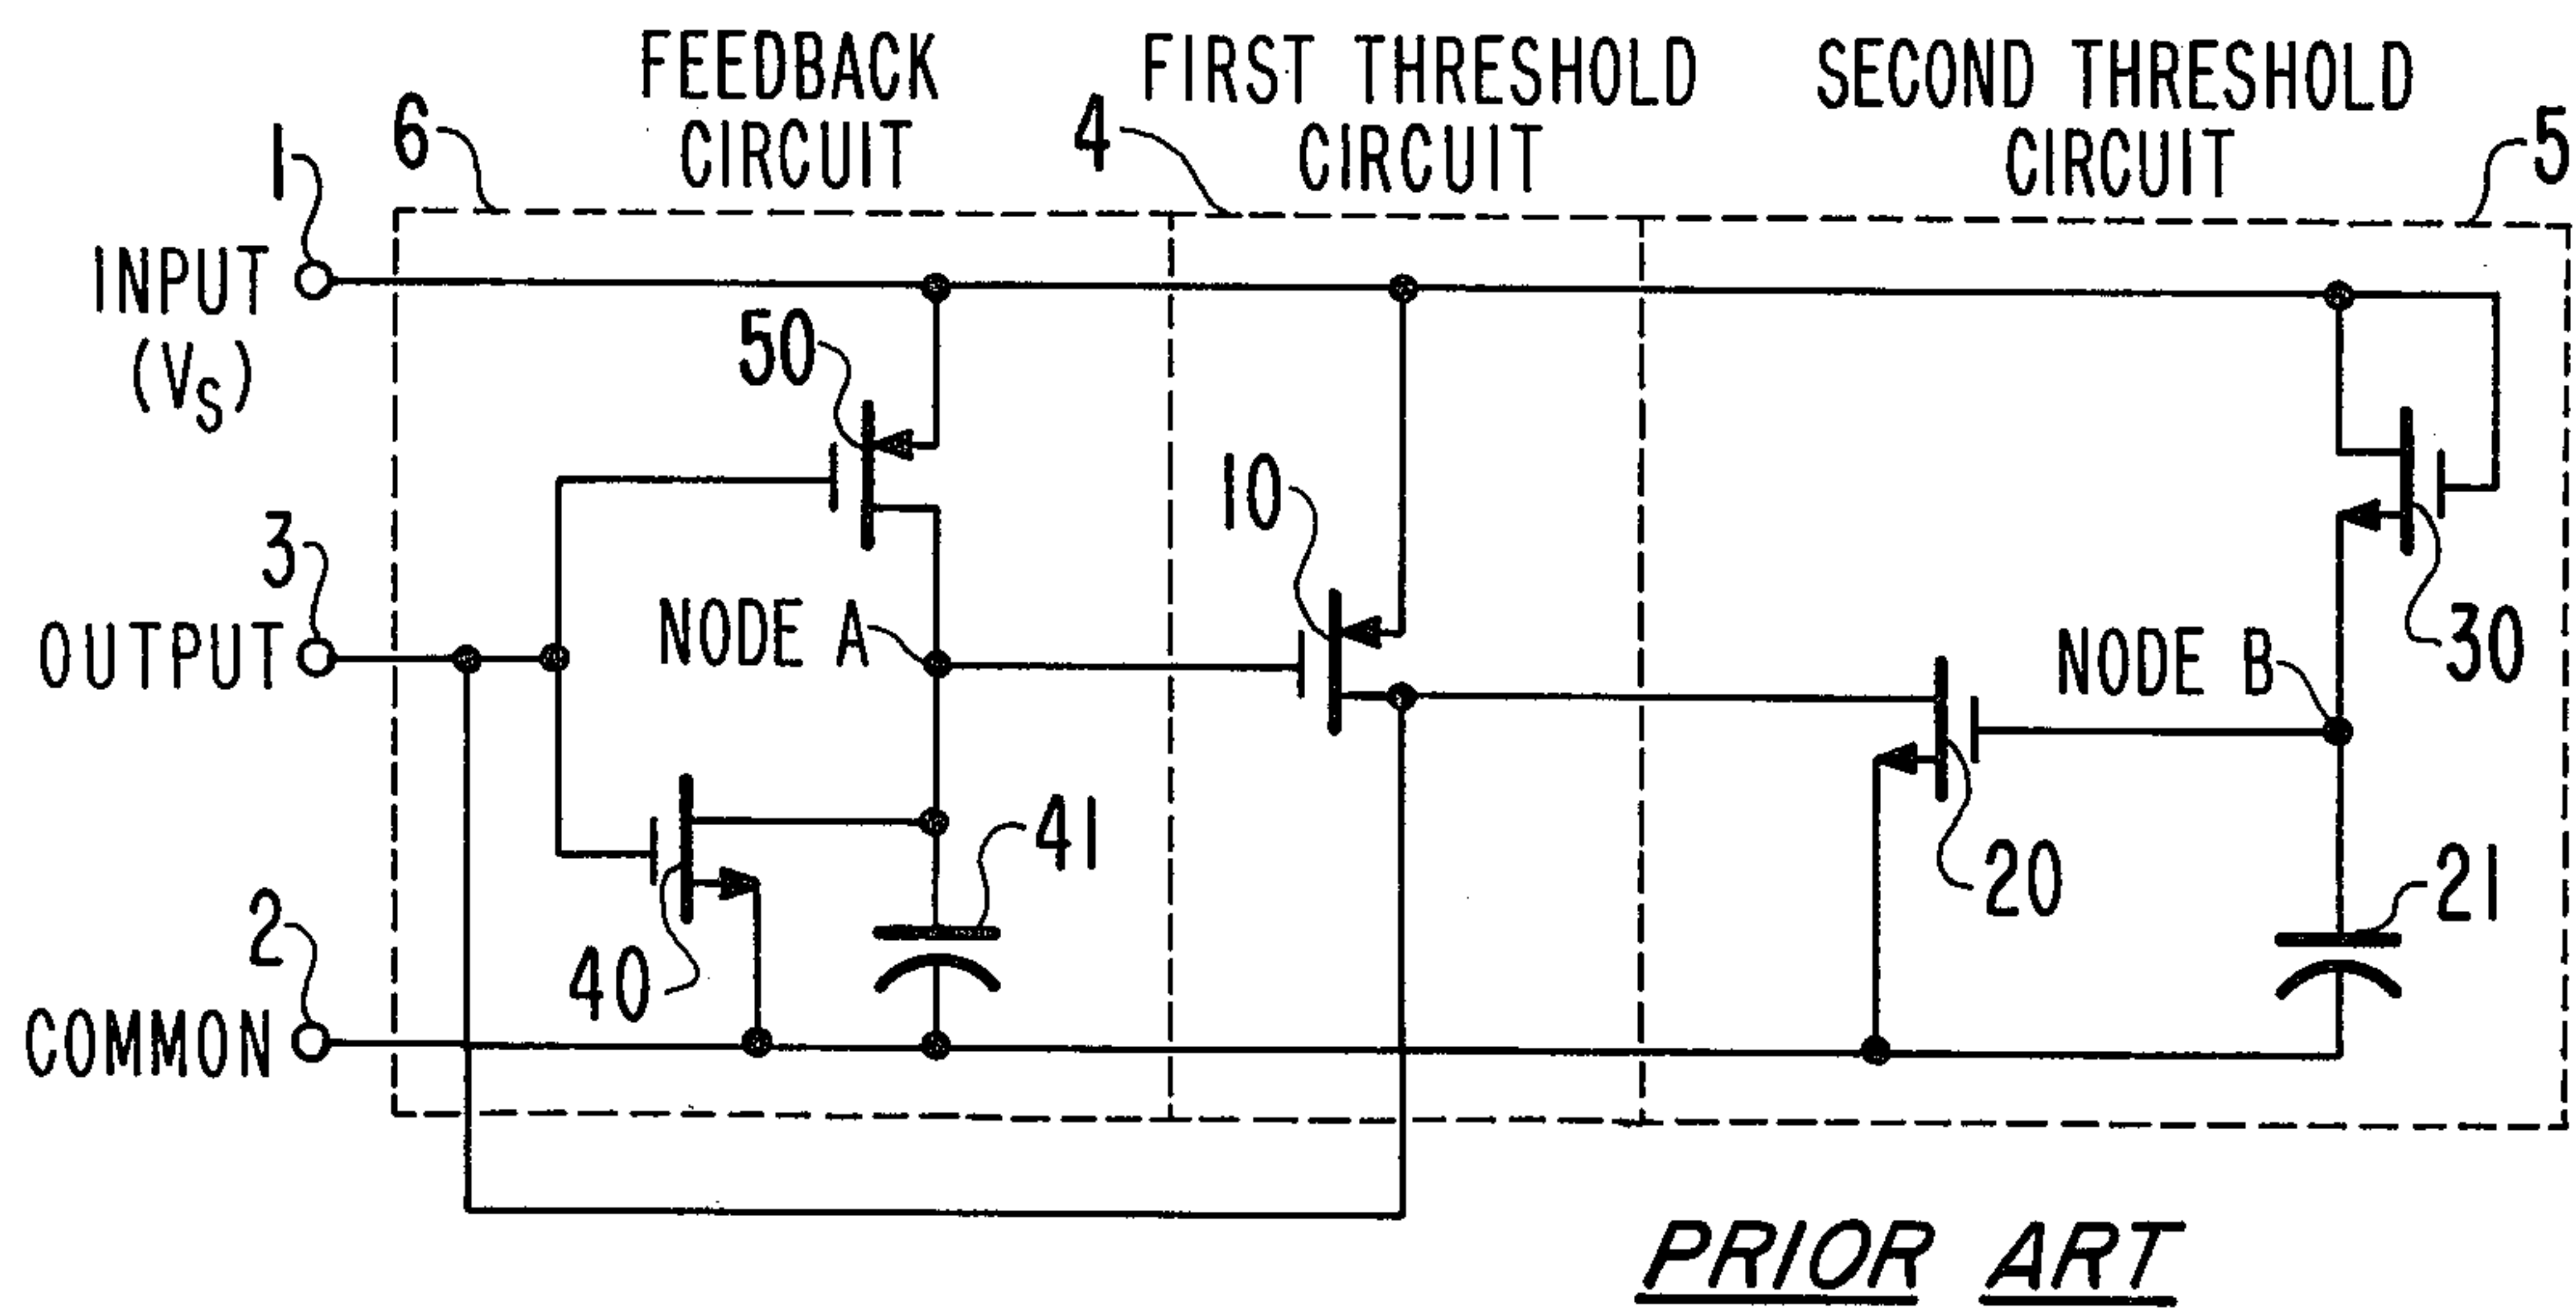 FEEDBACK
CIRCUIT
FIRST THRESHOLD
CIRCUIT
SECOND THRESHOLD
CIRCUIT
6
4
5
1
INPUT
(VS)
50
10
30
3
OUTPUT
NODE A
NODE B
41
20
21
2
COMMON
40
PRIOR ART